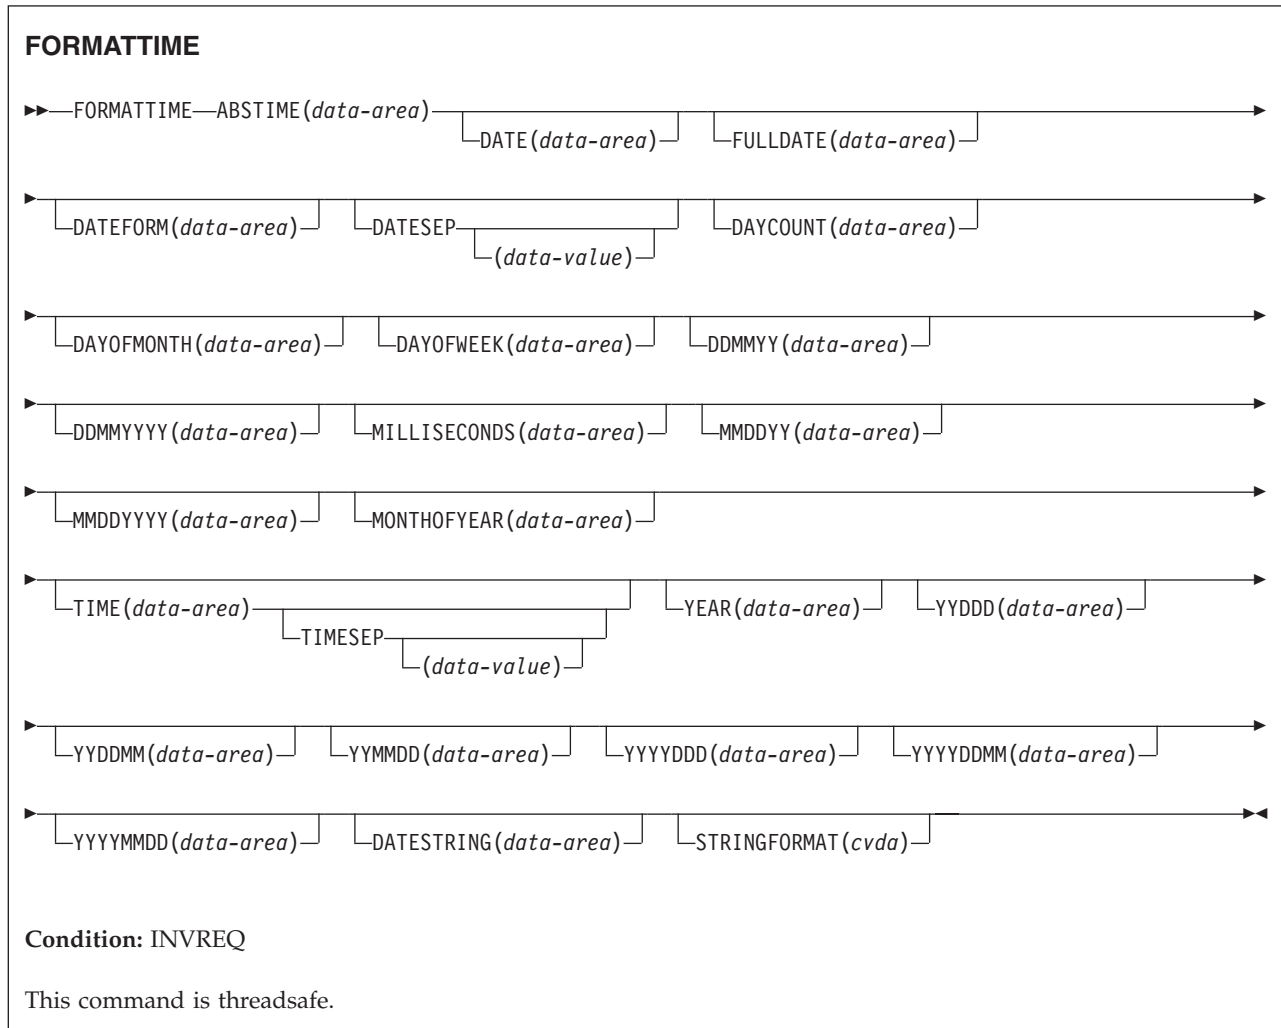 FORMATTIME
FORMATTIME ABSTIME(data-area)
DATE(data-area) FULLDATE(data-area)
DATEFORM(data-area) DATESEP DAYCOUNT(data-area)
(data-value)
DAYOFMONTH(data-area) DAYOFWEEK(data-area) DDMMYY(data-area)
DDMMYYYY(data-area) MILLISECONDS(data-area) MMDDYY(data-area)
MMDDYYYY(data-area) MONTHOFYEAR(data-area)
TIME(data-area) YEAR(data-area) YYDDD(data-area)
TIMESEP
(data-value)
YYDDMM(data-area) YYMMDD(data-area) YYYYDDD(data-area) YYYYDDMM(data-area)
YYYYMMDD(data-area) DATESTRING(data-area) STRINGFORMAT(cvda)
Condition: INVREQ
This command is threadsafe.